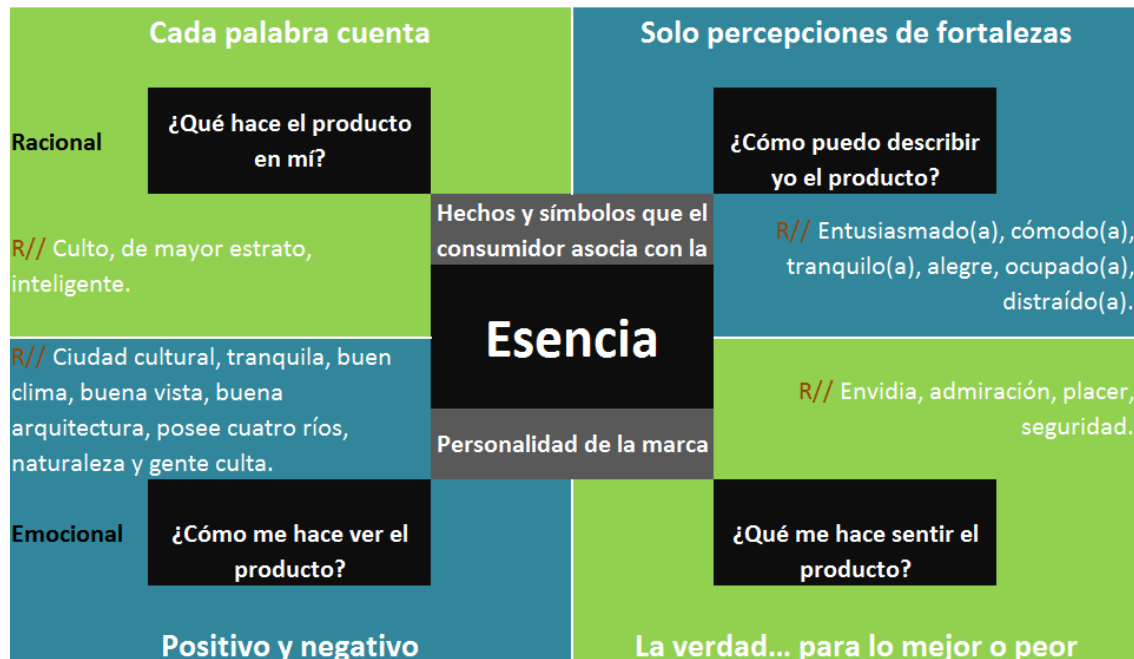 Cada palabra cuenta
Solo percepciones de fortalezas
Racional
¿Qué hace el producto
en mí?
¿Cómo puedo describir
yo el producto?
Hechos y símbolos que el
consumidor asocia con la
R// Culto, de mayor estrato,
inteligente.
R// Entusiasmado(a), cómodo(a),
tranquilo(a), alegre, ocupado(a),
distraído(a).
Esencia
R// Ciudad cultural, tranquila, buen
clima, buena vista, buena
arquitectura, posee cuatro ríos,
naturaleza y gente culta.
R// Envidia, admiración, placer,
seguridad.
Personalidad de la marca
Emocional
¿Cómo me hace ver el
producto?
¿Qué me hace sentir el
producto?
Positivo y negativo
La verdad... para lo mejor o peor